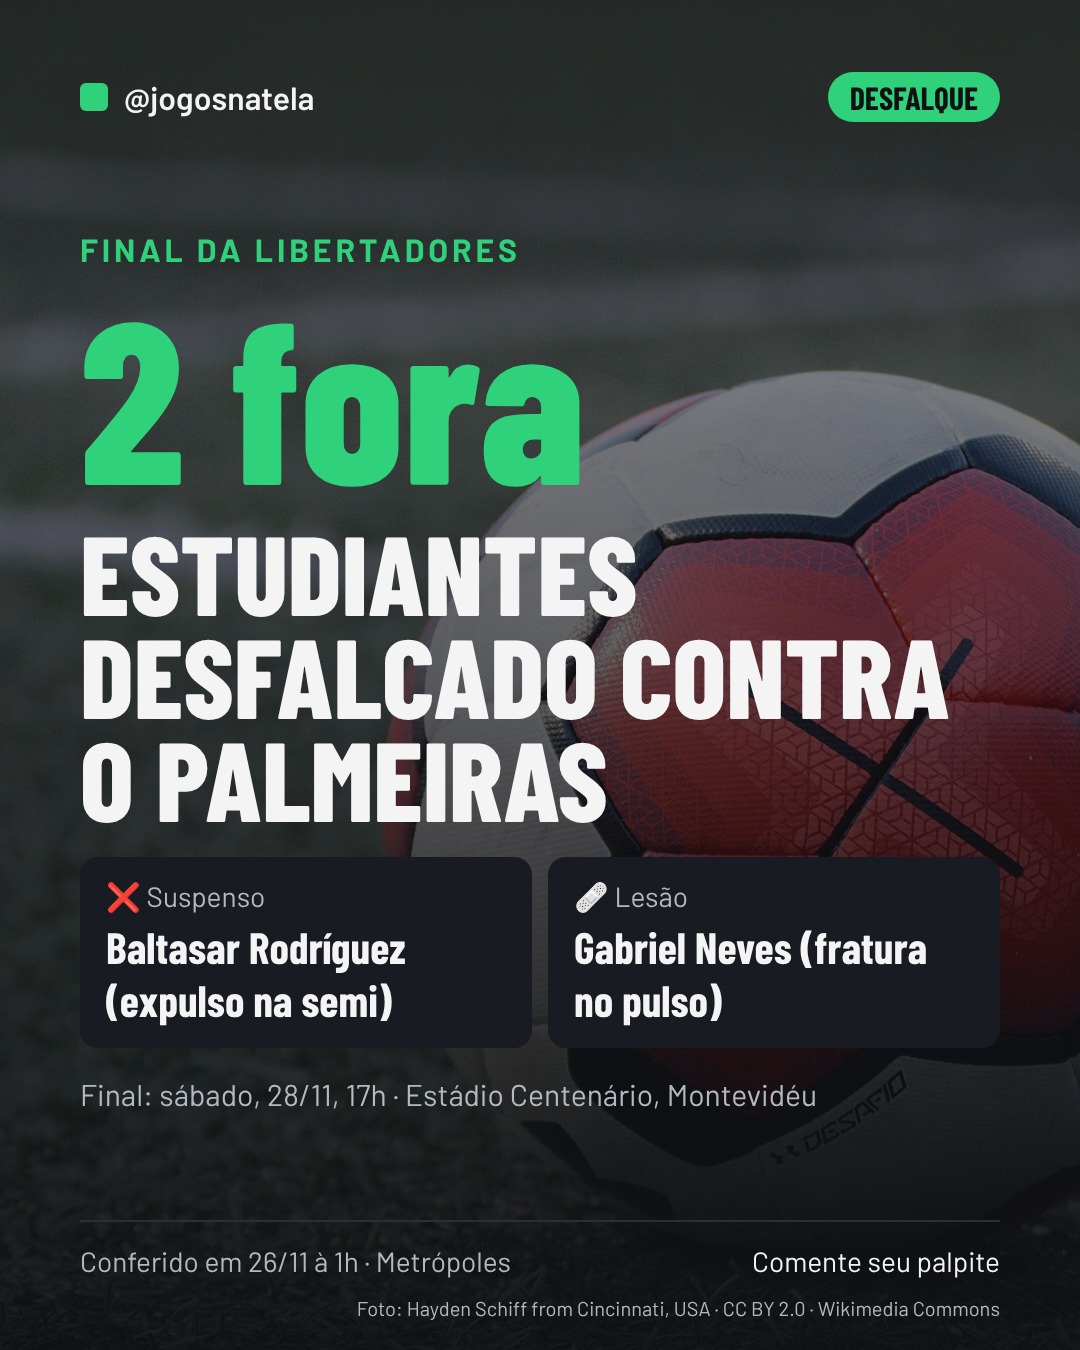 @jogosnatela
DESFALQUE
FINAL DA LIBERTADORES
2 fora
ESTUDIANTES
DESFALCADO CONTRA
O PALMEIRAS
❌ Suspenso
Baltasar Rodríguez
(expulso na semi)
🩹 Lesão
Gabriel Neves (fratura
no pulso)
Final: sábado, 28/11, 17h · Estádio Centenário, Montevidéu
DESAFIO
Conferido em 26/11 à 1h · Metrópoles
Comente seu palpite
Foto: Hayden Schiff from Cincinnati, USA · CC BY 2.0 · Wikimedia Commons